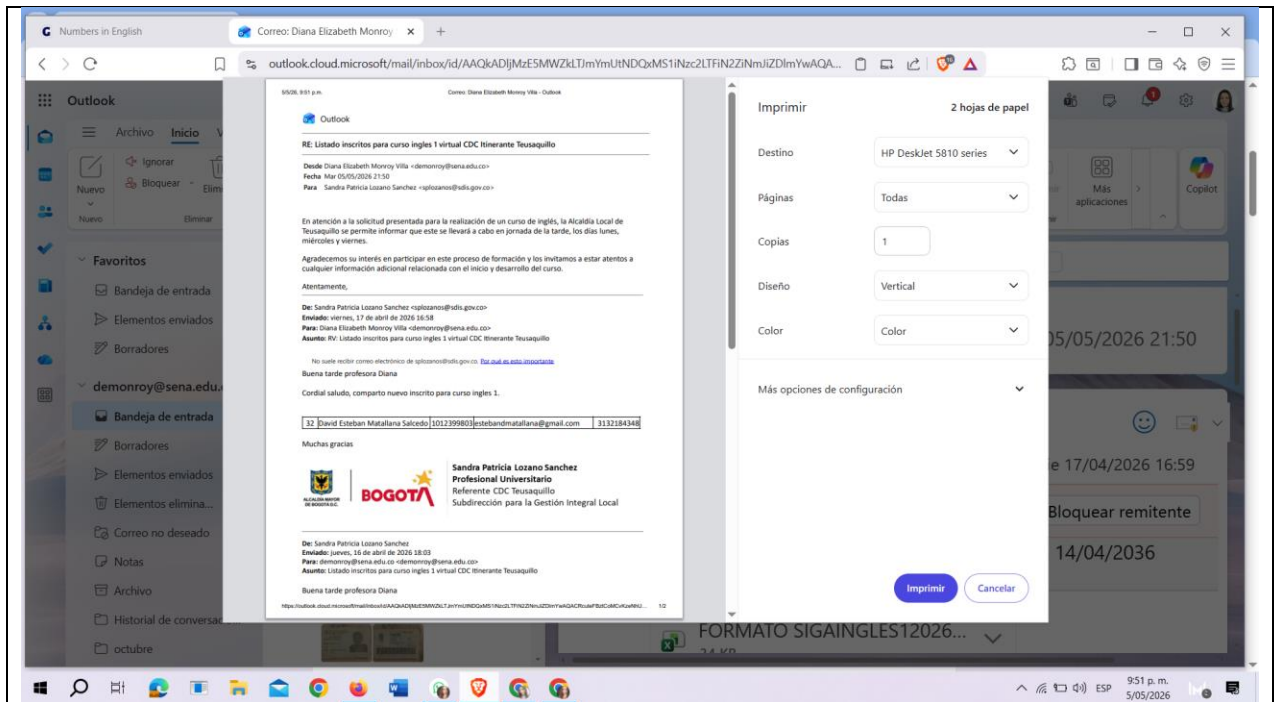 Numbers in English
Correo: Diana Elizabeth Monroy
outlook.cloud.microsoft/mail/inbox/id/AAQkADljMzE5MWZkLTJmYmUtNDQxMS1iNzc2LTFiN2ZiNmJiZDlmYwAQA...
Outlook
Archivo Inicio V
Nuevo
Ignorar
Bloquear
Elim
Nuevo
Eliminar
Favoritos
Bandeja de entrada
Elementos enviados
Borradores
demonroy@sena.edu.
Bandeja de entrada
Borradores
Elementos enviados
Elementos elimina...
Correo no deseado
Notas
Archivo
Historial de conversac
octubre
5/5/26, 9:51 p.m. Correo: Diana Elizabeth Monroy Villa - Outlook
Outlook
RE: Listado inscritos para curso ingles 1 virtual CDC Itinerante Teusaquillo
Desde Diana Elizabeth Monroy Villa <demonroy@sena.edu.co>
Fecha Mar 05/05/2026 21:50
Para Sandra Patricia Lozano Sanchez <splozanos@sdis.gov.co>
En atención a la solicitud presentada para la realización de un curso de inglés, la Alcaldía Local de
Teusaquillo se permite informar que este se llevará a cabo en jornada de la tarde, los días lunes,
miércoles y viernes.
Agradecemos su interés en participar en este proceso de formación y los invitamos a estar atentos a
cualquier información adicional relacionada con el inicio y desarrollo del curso.
Atentamente,
De: Sandra Patricia Lozano Sanchez <splozanos@sdis.gov.co>
Enviado: viernes, 17 de abril de 2026 16:58
Para: Diana Elizabeth Monroy Villa <demonroy@sena.edu.co>
Asunto: RV: Listado inscritos para curso ingles 1 virtual CDC Itinerante Teusaquillo
No suele recibir correo electrónico de splozanos@sdis.gov.co. Por qué es esto importante
Buena tarde profesora Diana
Cordial saludo, comparto nuevo inscrito para curso ingles 1.
32 David Esteban Matallana Salcedo 1012399803 estebandmatallana@gmail.com 3132184348
Muchas gracias
ALCALDÍA MAYOR
DE BOGOTÁ D.C.
BOGOTÁ
Sandra Patricia Lozano Sanchez
Profesional Universitario
Referente CDC Teusaquillo
Subdirección para la Gestión Integral Local
De: Sandra Patricia Lozano Sanchez
Enviado: jueves, 16 de abril de 2026 18:03
Para: demonroy@sena.edu.co <demonroy@sena.edu.co>
Asunto: Listado inscritos para curso ingles 1 virtual CDC Itinerante Teusaquillo
Buena tarde profesora Diana
1/2
Imprimir 2 hojas de papel
Destino HP DeskJet 5810 series
Páginas Todas
Copias 1
Diseño Vertical
Color Color
Más opciones de configuración
Imprimir Cancelar
Más
aplicaciones
Copilot
05/05/2026 21:50
e 17/04/2026 16:59
Bloquear remitente
14/04/2036
FORMATO SIGAINGLES12026...
ESP
9:51 p. m.
5/05/2026